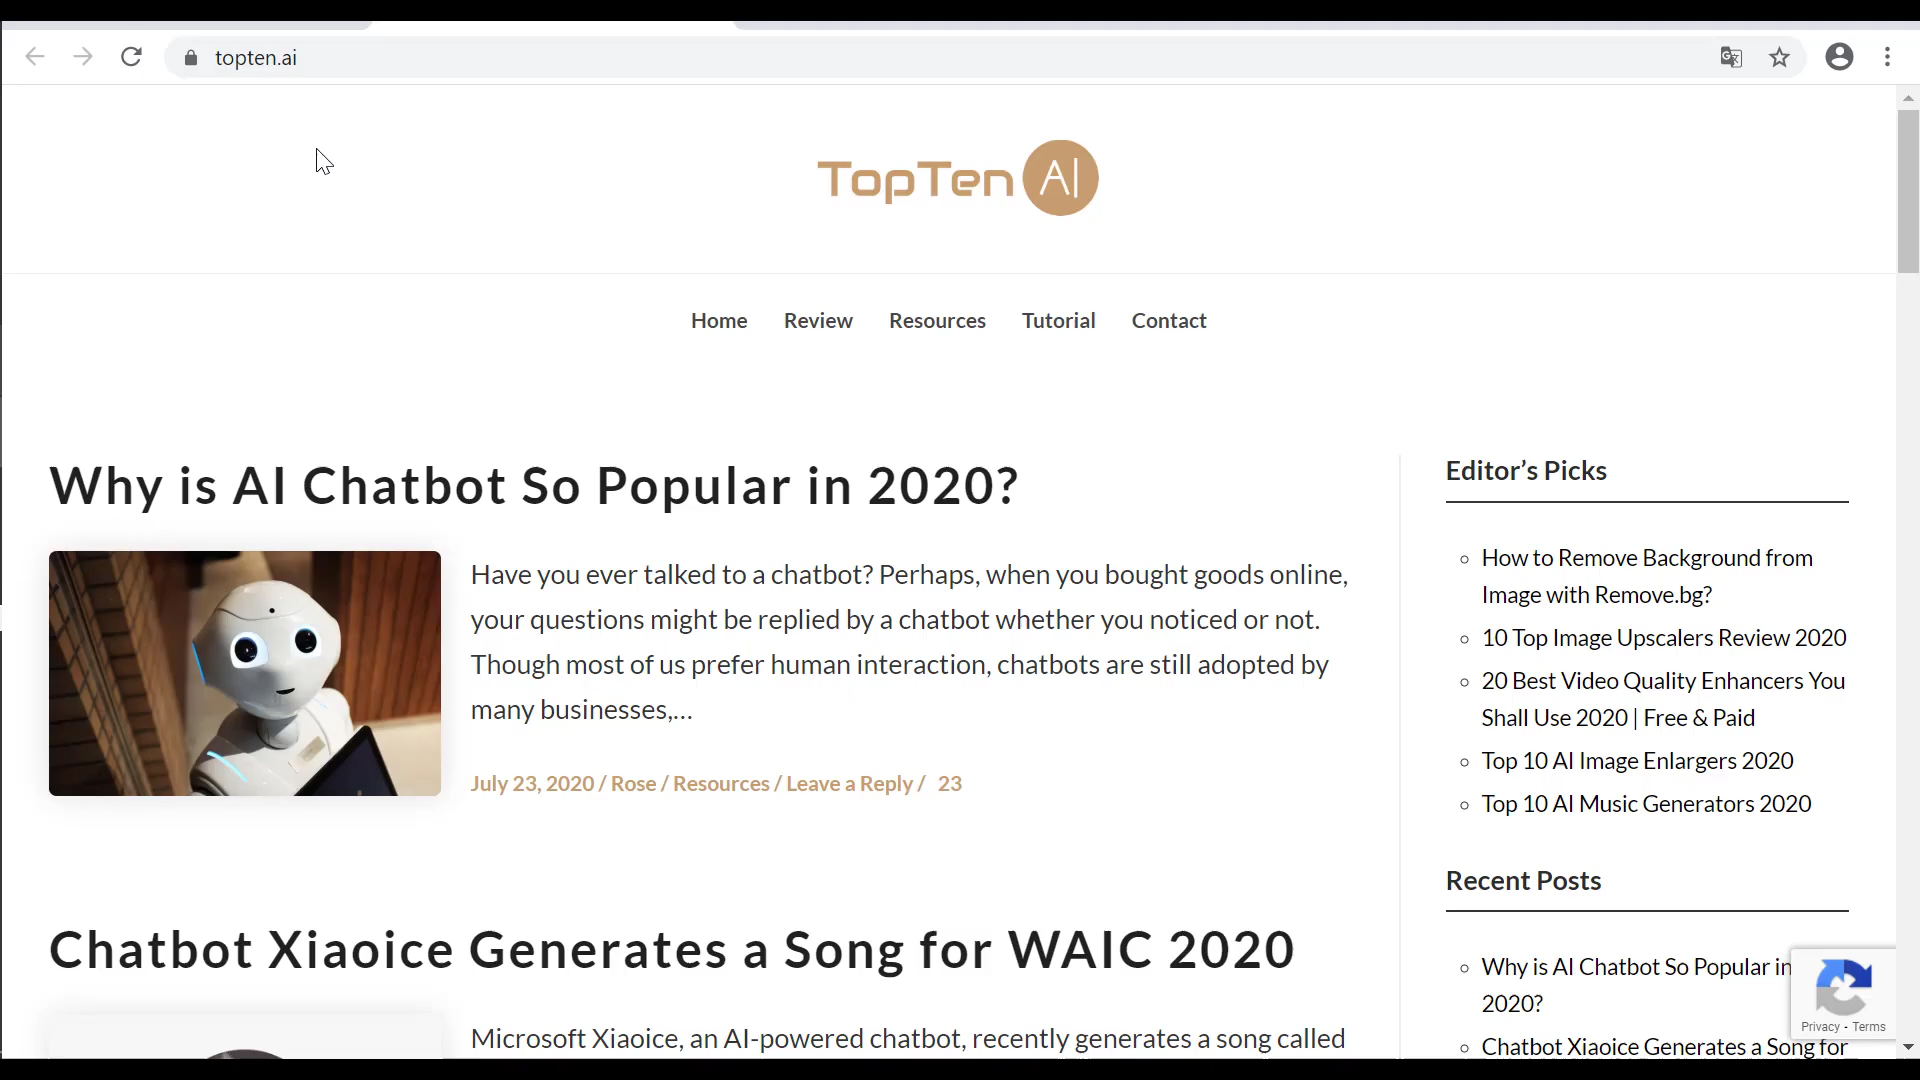 topten.ai
TopTen AI
Home Review Resources Tutorial Contact
Why is AI Chatbot So Popular in 2020?
Have you ever talked to a chatbot? Perhaps, when you bought goods online,
your questions might be replied by a chatbot whether you noticed or not.
Though most of us prefer human interaction, chatbots are still adopted by
many businesses,…
July 23, 2020 / Rose / Resources / Leave a Reply / 23
Chatbot Xiaoice Generates a Song for WAIC 2020
Microsoft Xiaoice, an AI-powered chatbot, recently generates a song called
Editor’s Picks
How to Remove Background from
Image with Remove.bg?
10 Top Image Upscalers Review 2020
20 Best Video Quality Enhancers You
Shall Use 2020 | Free & Paid
Top 10 AI Image Enlargers 2020
Top 10 AI Music Generators 2020
Recent Posts
Why is AI Chatbot So Popular in
2020?
Chatbot Xiaoice Generates a Song for
Privacy - Terms